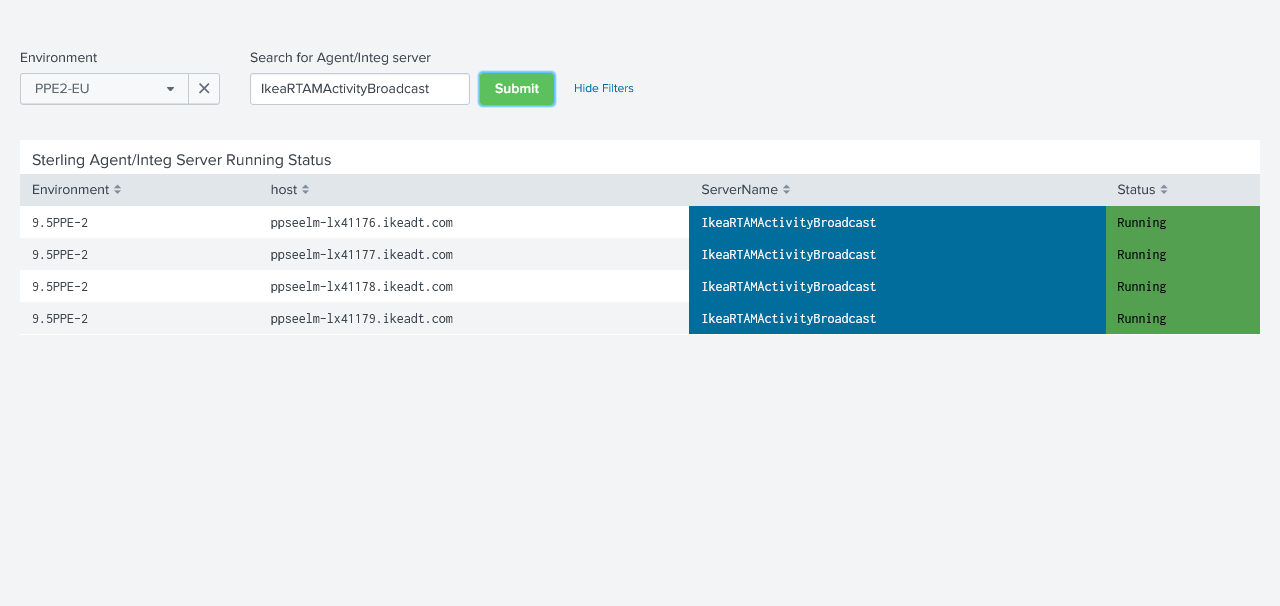 Environment
Search for Agent/Integ server
PPE2-EU
IkeaRTAMActivityBroadcast
Submit
Hide Filters
Sterling Agent/Integ Server Running Status
Environment host ServerName Status
9.5PPE-2 ppseelm-lx41176.ikeadt.com IkeaRTAMActivityBroadcast Running
9.5PPE-2 ppseelm-lx41177.ikeadt.com IkeaRTAMActivityBroadcast Running
9.5PPE-2 ppseelm-lx41178.ikeadt.com IkeaRTAMActivityBroadcast Running
9.5PPE-2 ppseelm-lx41179.ikeadt.com IkeaRTAMActivityBroadcast Running